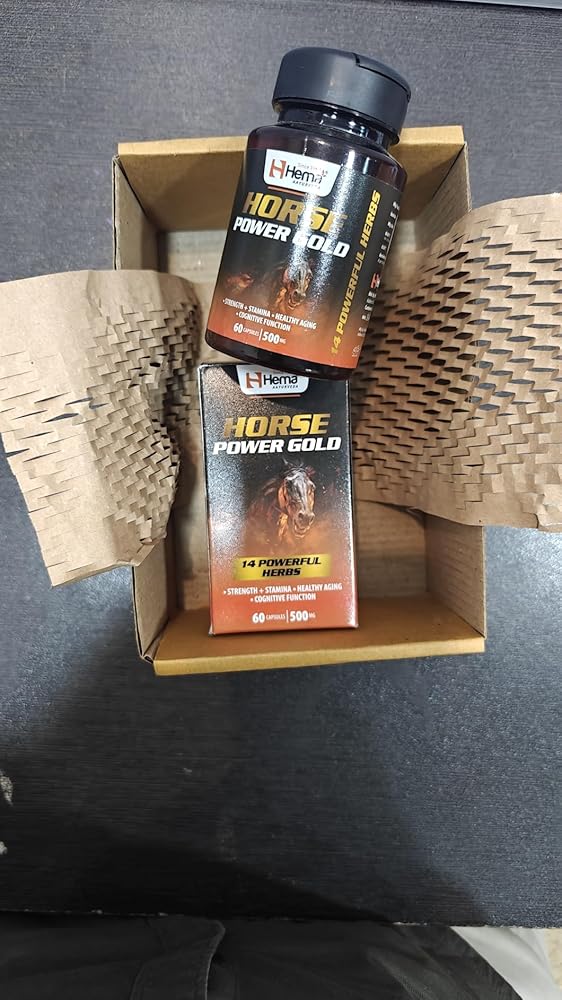 Hema
HORSE
POWER GOLD
• STRENGTH + STAMINA • HEALTHY AGING
• COGNITIVE FUNCTION
60 CAPSULES | 500 MG
14 POWERFUL HERBS
Hema
HORSE
POWER GOLD
14 POWERFUL
HERBS
• STRENGTH + STAMINA • HEALTHY AGING
• COGNITIVE FUNCTION
60 CAPSULES | 500 MG